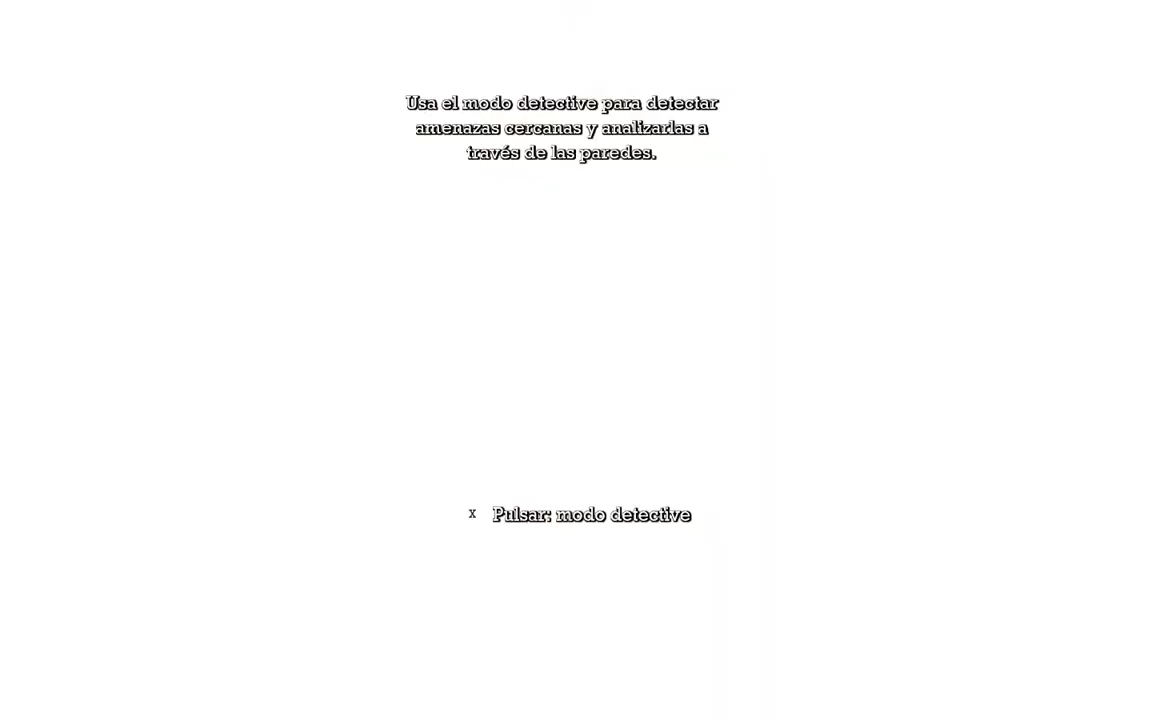 Usa el modo detective para detectar
amenazas cercanas y analizarlas a
través de las paredes.
x Pulsar: modo detective